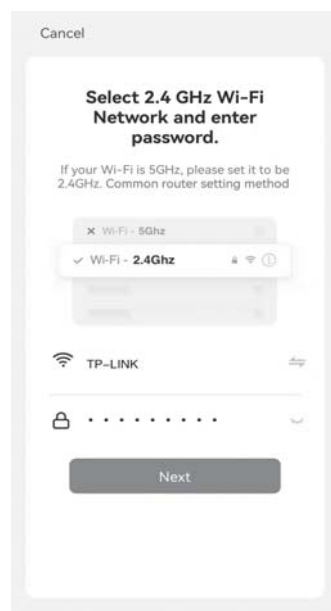 Cancel
Select 2.4 GHz Wi-Fi
Network and enter
password.
If your Wi-Fi is 5GHz, please set it to be
2.4GHz. Common router setting method
Wi-Fi - 5Ghz
Wi-Fi - 2.4Ghz
TP-LINK
Next